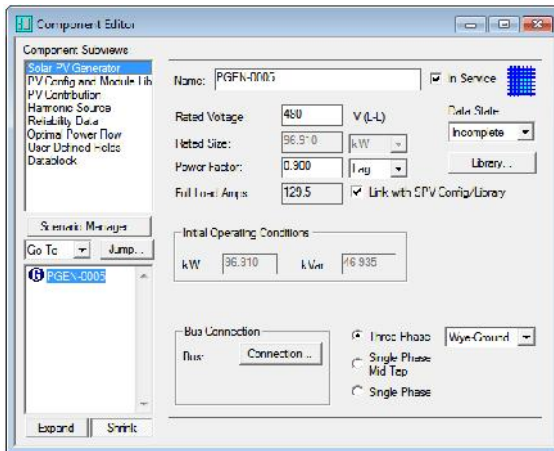 Component Editor
Component Subviews
Solar PV Generator
PV Config and Module Lib
PV Contribution
Harmonic Source
Reliability Data
Optimal Power Flow
User Defined Fields
Datablock
Scenario Manager
Go To
Jump...
PGEN-0005
Expand
Shrink
Name: PGEN-0005
In Service
Rated Voltage: 480 V (L-L)
Data State:
Incomplete
Rated Size: 96.910 kW
Power Factor: 0.900 Lag
Library...
Full Load Amps: 129.5
Link with SPV Config/Library
Initial Operating Conditions
kW 96.910 kVar 46.935
Bus Connection
Bus: Connection...
Three Phase
Wye-Ground
Single Phase
Mid Tap
Single Phase